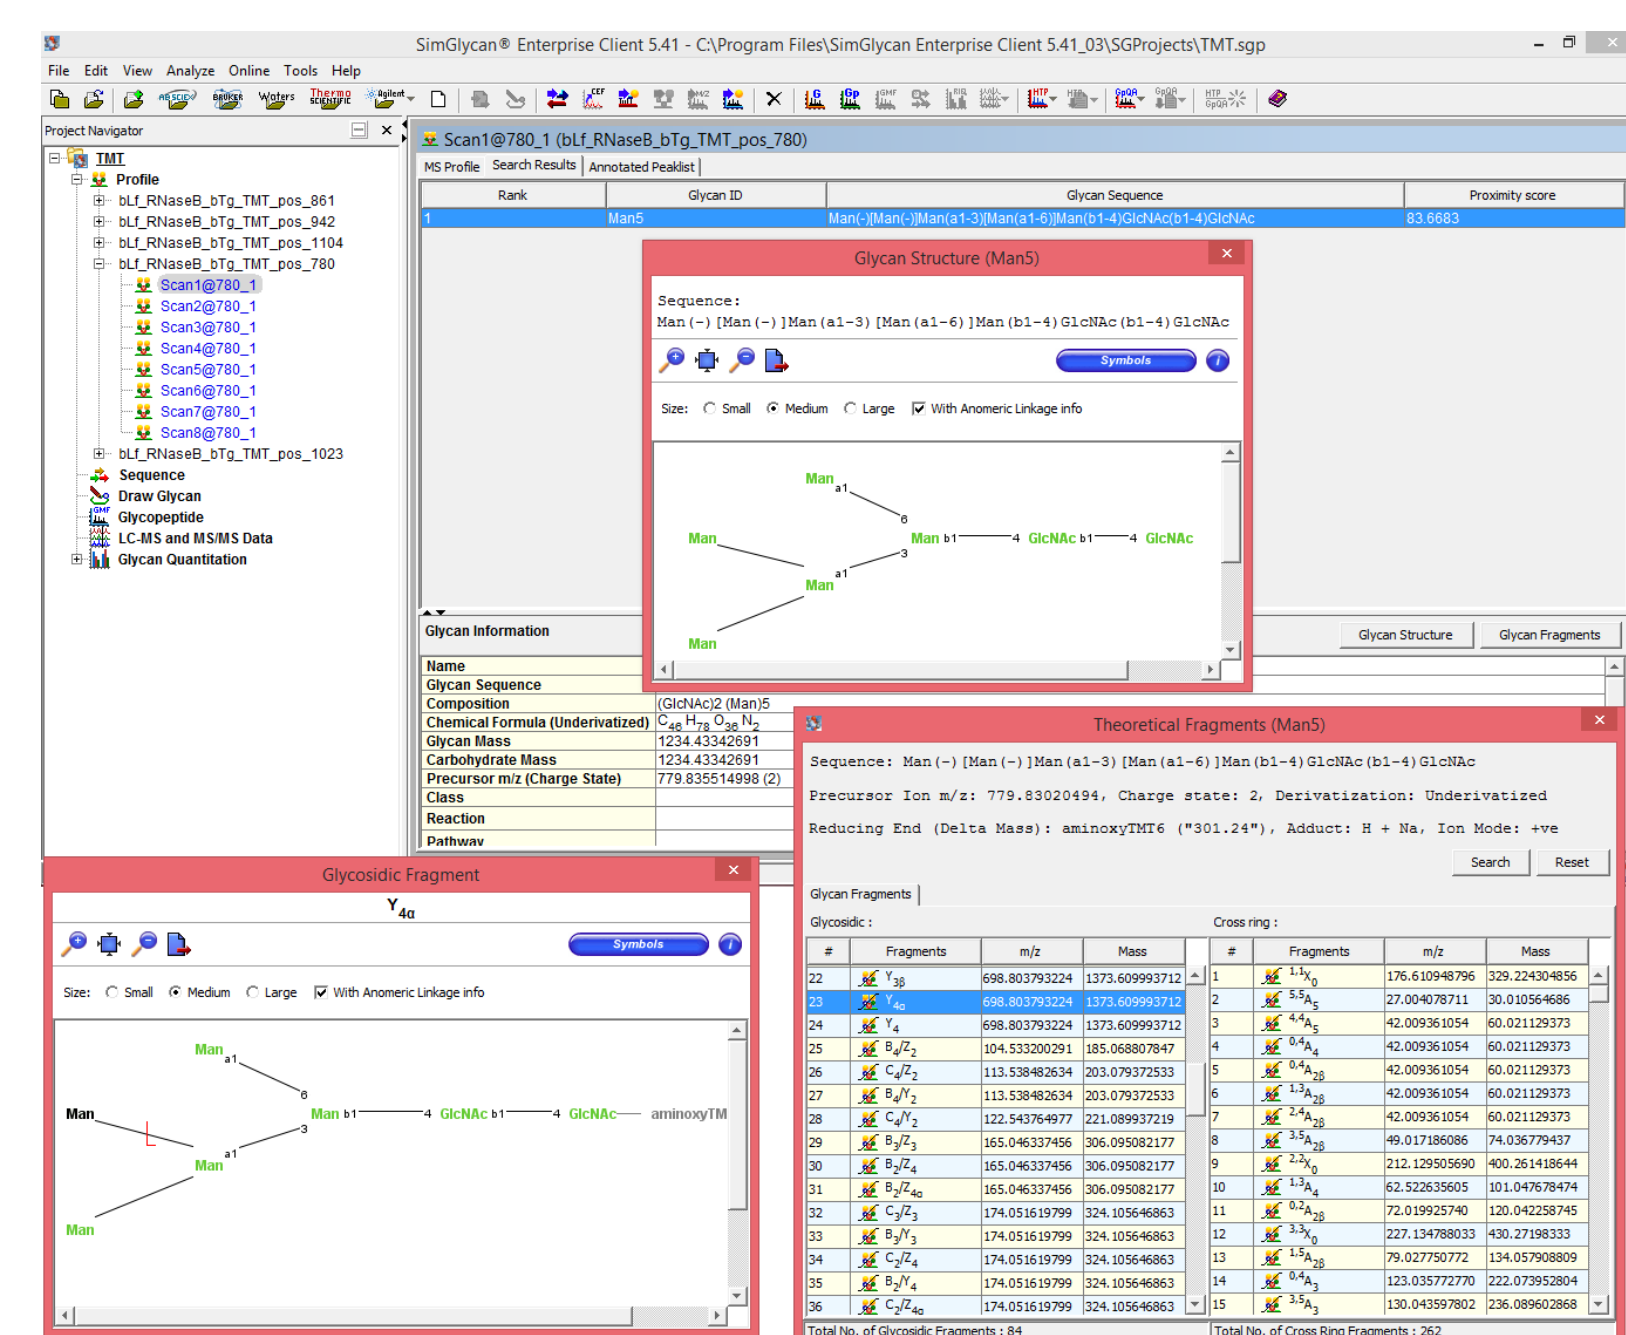 SimGlycan® Enterprise Client 5.41 - C:\Program Files\SimGlycan Enterprise Client 5.41_03\SGProjects\TMT.sgp
File Edit View Analyze Online Tools Help
Waters Thermo SCIENTIFIC Agilent
Project Navigator
TMT
Profile
bLf_RNaseB_bTg_TMT_pos_861
bLf_RNaseB_bTg_TMT_pos_942
bLf_RNaseB_bTg_TMT_pos_1104
bLf_RNaseB_bTg_TMT_pos_780
Scan1@780_1
Scan2@780_1
Scan3@780_1
Scan4@780_1
Scan5@780_1
Scan6@780_1
Scan7@780_1
Scan8@780_1
bLf_RNaseB_bTg_TMT_pos_1023
Sequence
Draw Glycan
Glycopeptide
LC-MS and MS/MS Data
Glycan Quantitation
Scan1@780_1 (bLf_RNaseB_bTg_TMT_pos_780)
MS Profile Search Results Annotated Peaklist
Rank Glycan ID Glycan Sequence Proximity score
1 Man5 Man(-)[Man(-)]Man(a1-3)[Man(a1-6)]Man(b1-4)GlcNAc(b1-4)GlcNAc 83.6683
Glycan Structure (Man5)
Sequence:
Man(-)[Man(-)]Man(a1-3)[Man(a1-6)]Man(b1-4)GlcNAc(b1-4)GlcNAc
Symbols i
Size: Small Medium Large With Anomeric Linkage info
Man a1
6
Man Man b1 4 GlcNAc b1 4 GlcNAc
3
Man a1
Man
Glycan Information Glycan Structure Glycan Fragments
Name
Glycan Sequence
Composition (GlcNAc)2 (Man)5
Chemical Formula (Underivatized) C46 H78 O36 N2
Glycan Mass 1234.43342691
Carbohydrate Mass 1234.43342691
Precursor m/z (Charge State) 779.835514998 (2)
Class
Reaction
Pathway
Glycosidic Fragment
Y4α
Symbols i
Size: Small Medium Large With Anomeric Linkage info
Man a1
6
Man Man b1 4 GlcNAc b1 4 GlcNAc aminoxyTM
3
Man a1
Man
Theoretical Fragments (Man5)
Sequence: Man(-)[Man(-)]Man(a1-3)[Man(a1-6)]Man(b1-4)GlcNAc(b1-4)GlcNAc
Precursor Ion m/z: 779.83020494, Charge state: 2, Derivatization: Underivatized
Reducing End (Delta Mass): aminoxyTMT6 ("301.24"), Adduct: H + Na, Ion Mode: +ve
Search Reset
Glycan Fragments
Glycosidic :
# Fragments m/z Mass
22 Y3β 698.803793224 1373.609993712
23 Y4α 698.803793224 1373.609993712
24 Y4 698.803793224 1373.609993712
25 B4/Z2 104.533200291 185.068807847
26 C4/Z2 113.538482634 203.079372533
27 B4/Y2 113.538482634 203.079372533
28 C4/Y2 122.543764977 221.089937219
29 B3/Z3 165.046337456 306.095082177
30 B2/Z4 165.046337456 306.095082177
31 B2/Z4α 165.046337456 306.095082177
32 C3/Z3 174.051619799 324.105646863
33 B3/Y3 174.051619799 324.105646863
34 C2/Z4 174.051619799 324.105646863
35 B2/Y4 174.051619799 324.105646863
36 C2/Z4α 174.051619799 324.105646863
Total No. of Glycosidic Fragments : 84
Cross ring :
# Fragments m/z Mass
1 1,1X0 176.610948796 329.224304856
2 5,5A5 27.004078711 30.010564686
3 4,4A5 42.009361054 60.021129373
4 0,4A4 42.009361054 60.021129373
5 0,4A2β 42.009361054 60.021129373
6 1,3A2β 42.009361054 60.021129373
7 2,4A2β 42.009361054 60.021129373
8 3,5A2β 49.017186086 74.036779437
9 2,2X0 212.129505690 400.261418644
10 1,3A4 62.522635605 101.047678474
11 0,2A2β 72.019925740 120.042258745
12 3,3X0 227.134788033 430.27198333
13 1,5A2β 79.027750772 134.057908809
14 0,4A3 123.035772770 222.073952804
15 3,5A3 130.043597802 236.089602868
Total No. of Cross Ring Fragments : 262